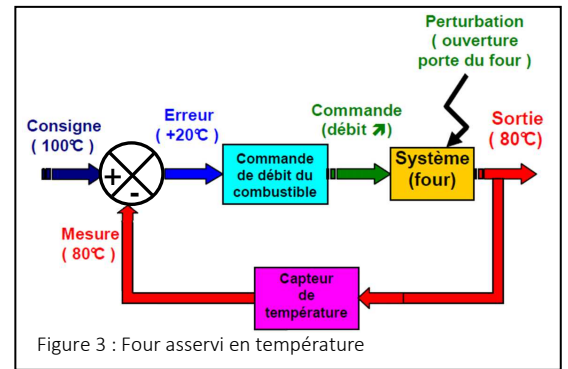 Perturbation
( ouverture
porte du four )
Consigne
( 100°C )
Erreur
( +20°C )
Commande
(débit ↗)
Sortie
( 80°C )
+
-
Commande
de débit du
combustible
Système
(four)
Mesure
( 80°C )
Capteur
de
température
Figure 3 : Four asservi en température